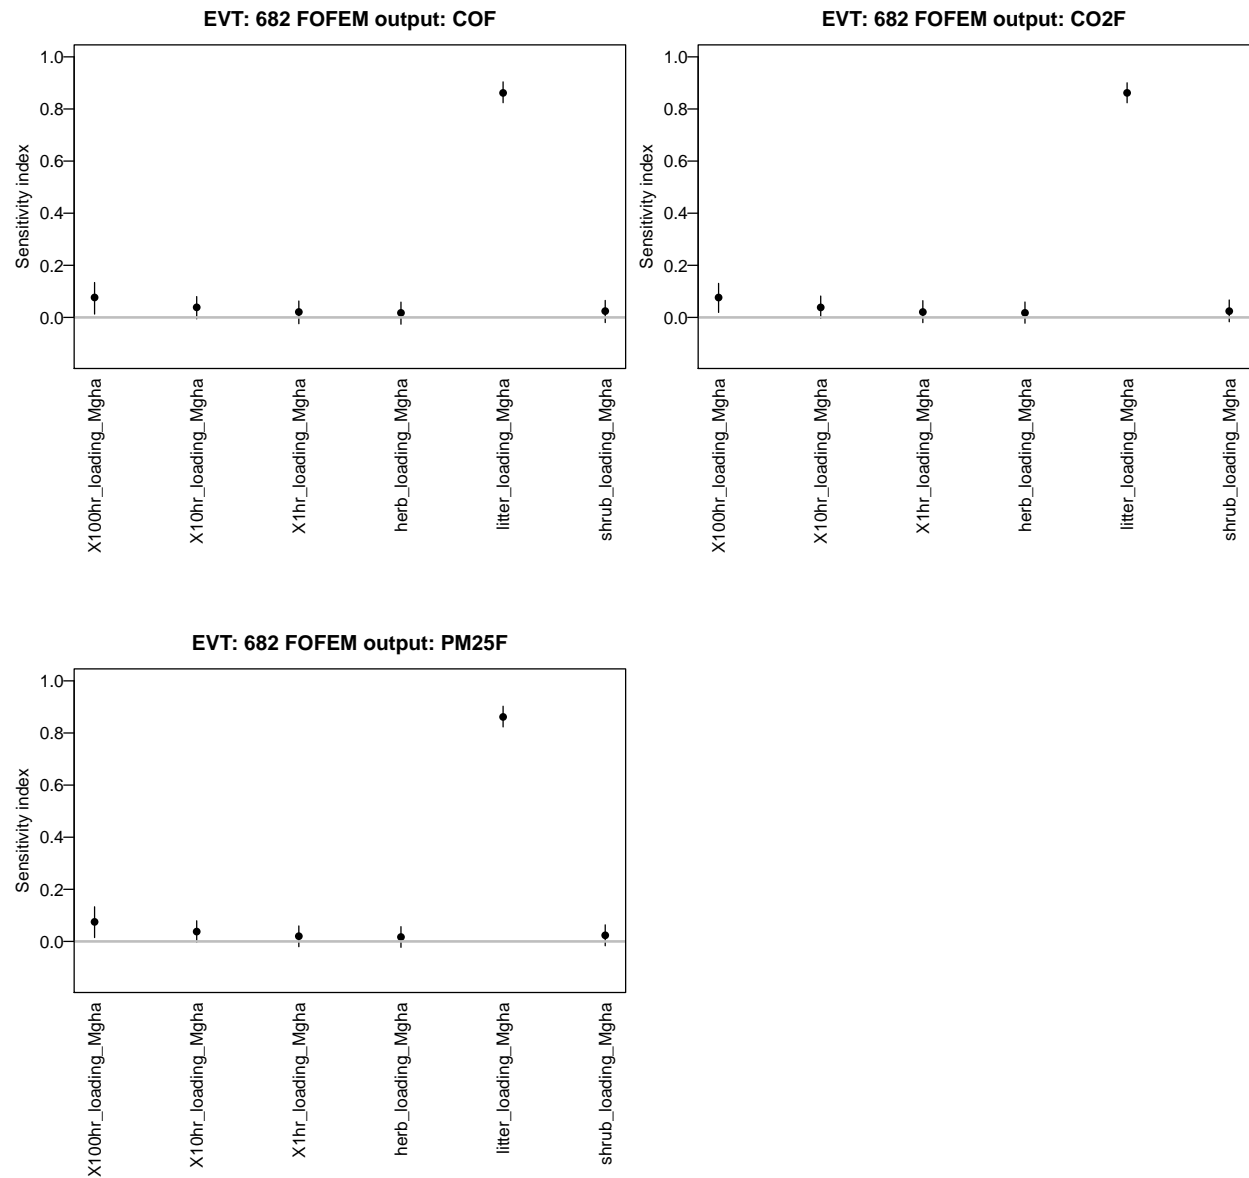 EVT: 682 FOFEM output: COF
Sensitivity index
1.0
0.8
0.6
0.4
0.2
0.0
X100hr_loading_Mgha
X10hr_loading_Mgha
X1hr_loading_Mgha
herb_loading_Mgha
litter_loading_Mgha
shrub_loading_Mgha
EVT: 682 FOFEM output: CO2F
Sensitivity index
1.0
0.8
0.6
0.4
0.2
0.0
X100hr_loading_Mgha
X10hr_loading_Mgha
X1hr_loading_Mgha
herb_loading_Mgha
litter_loading_Mgha
shrub_loading_Mgha
EVT: 682 FOFEM output: PM25F
Sensitivity index
1.0
0.8
0.6
0.4
0.2
0.0
X100hr_loading_Mgha
X10hr_loading_Mgha
X1hr_loading_Mgha
herb_loading_Mgha
litter_loading_Mgha
shrub_loading_Mgha